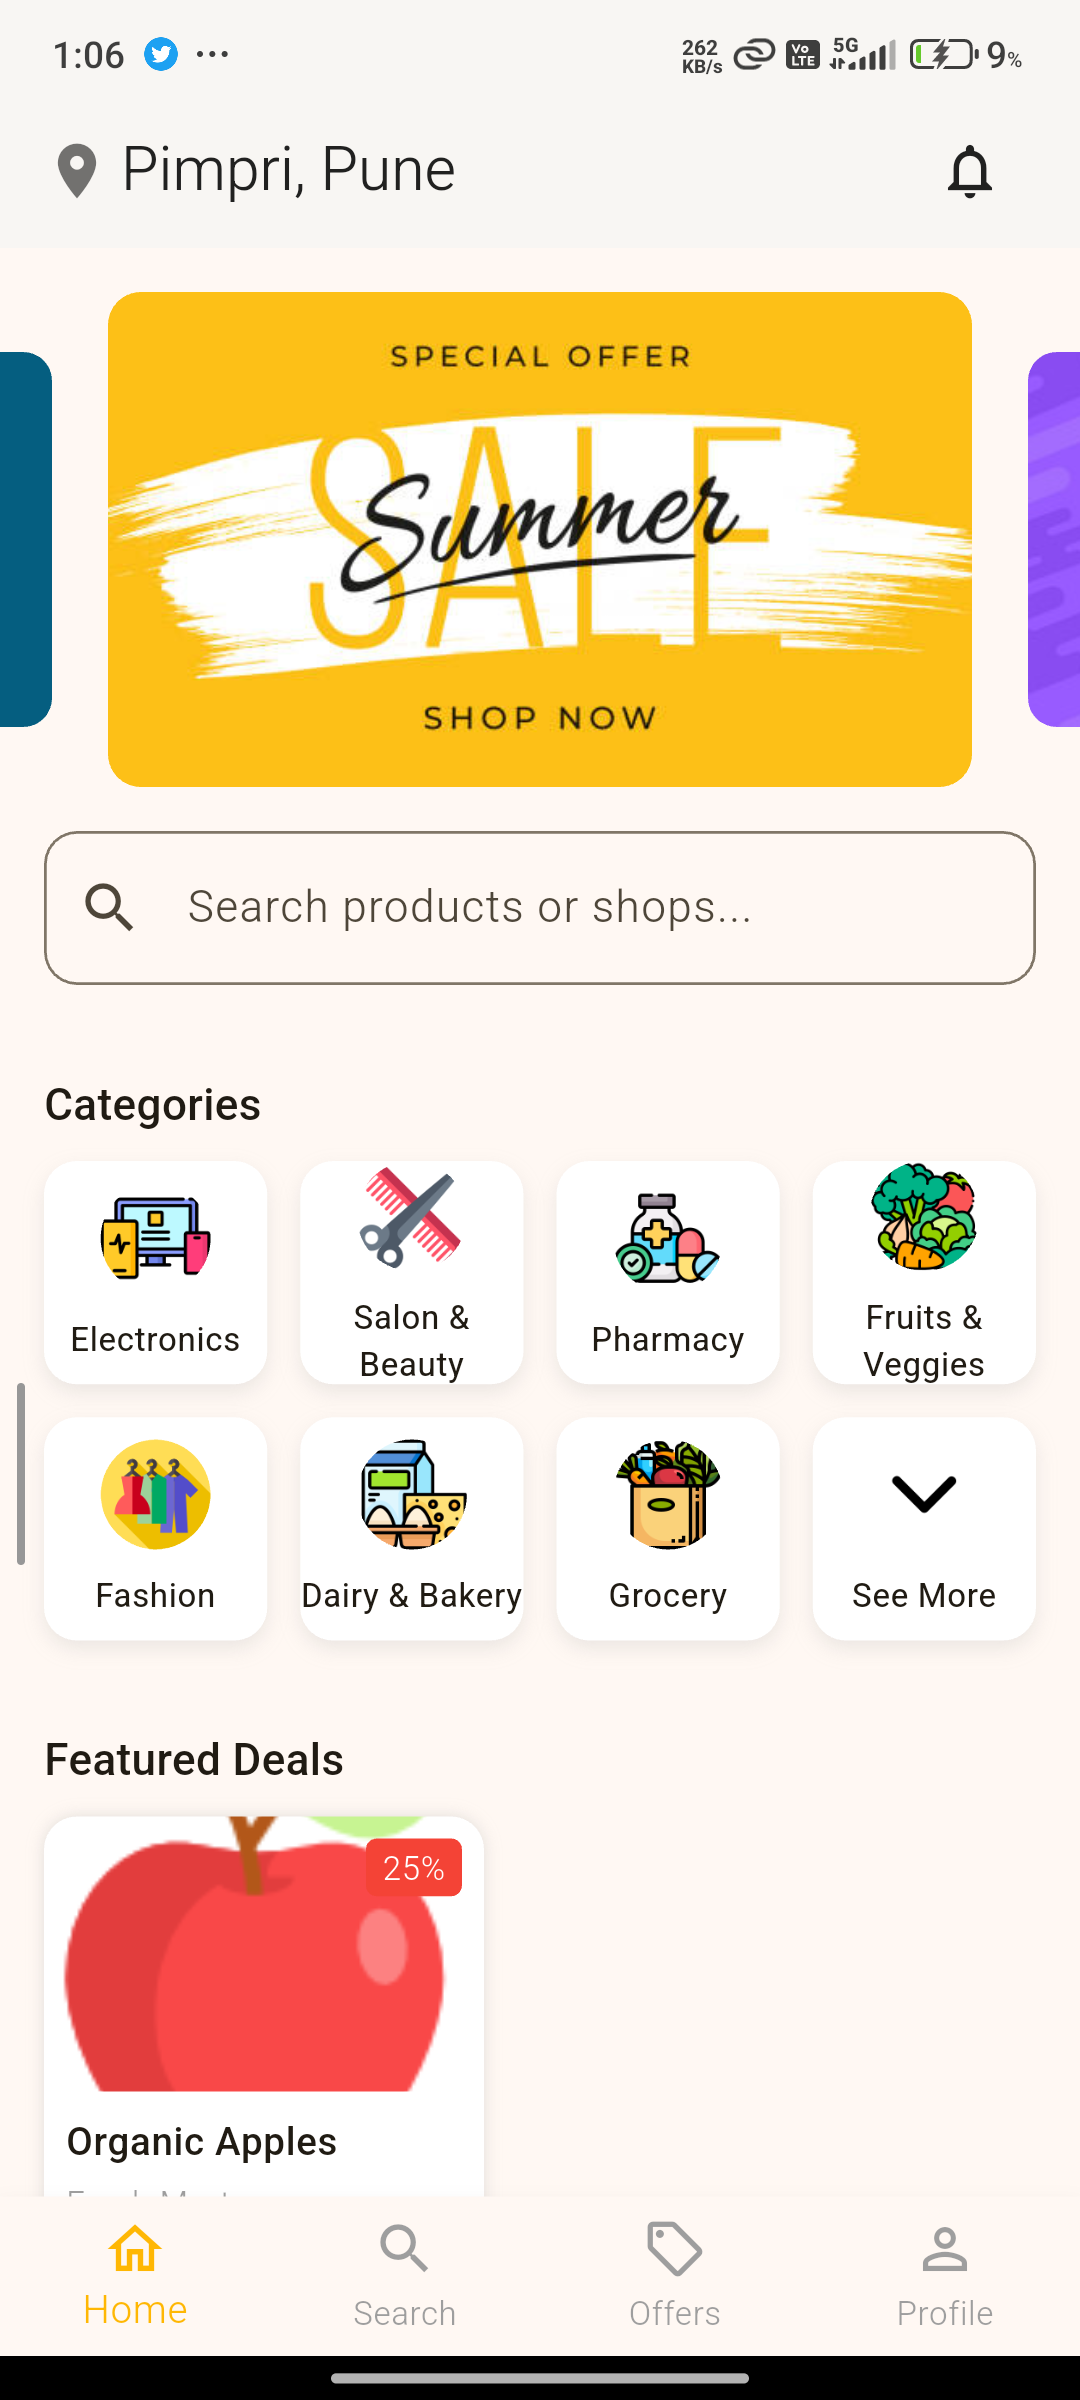 1:06 ... 262 KB/s Vo LTE 5G 9%
Pimpri, Pune
SPECIAL OFFER
SALE
Summer
SHOP NOW
Search products or shops...
Categories
Electronics
Salon &
Beauty
Pharmacy
Fruits &
Veggies
Fashion
Dairy & Bakery
Grocery
See More
Featured Deals
25%
Organic Apples
Home
Search
Offers
Profile